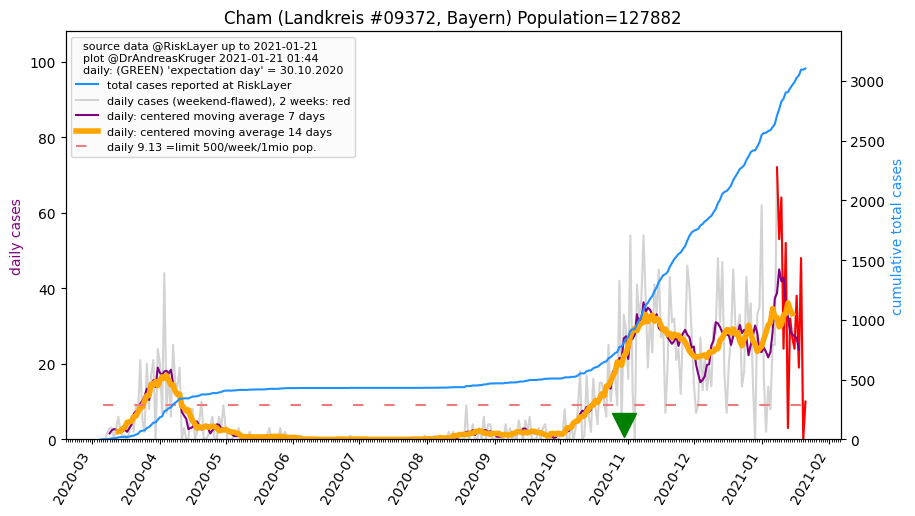 Cham (Landkreis #09372, Bayern) Population=127882
source data @RiskLayer up to 2021-01-21
plot @DrAndreasKruger 2021-01-21 01:44
daily: (GREEN) 'expectation day' = 30.10.2020
total cases reported at RiskLayer
daily cases (weekend-flawed), 2 weeks: red
daily: centered moving average 7 days
daily: centered moving average 14 days
daily 9.13 =limit 500/week/1mio pop.
daily cases
100
80
60
40
20
0
cumulative total cases
3000
2500
2000
1500
1000
500
0
2020-03
2020-04
2020-05
2020-06
2020-07
2020-08
2020-09
2020-10
2020-11
2020-12
2021-01
2021-02